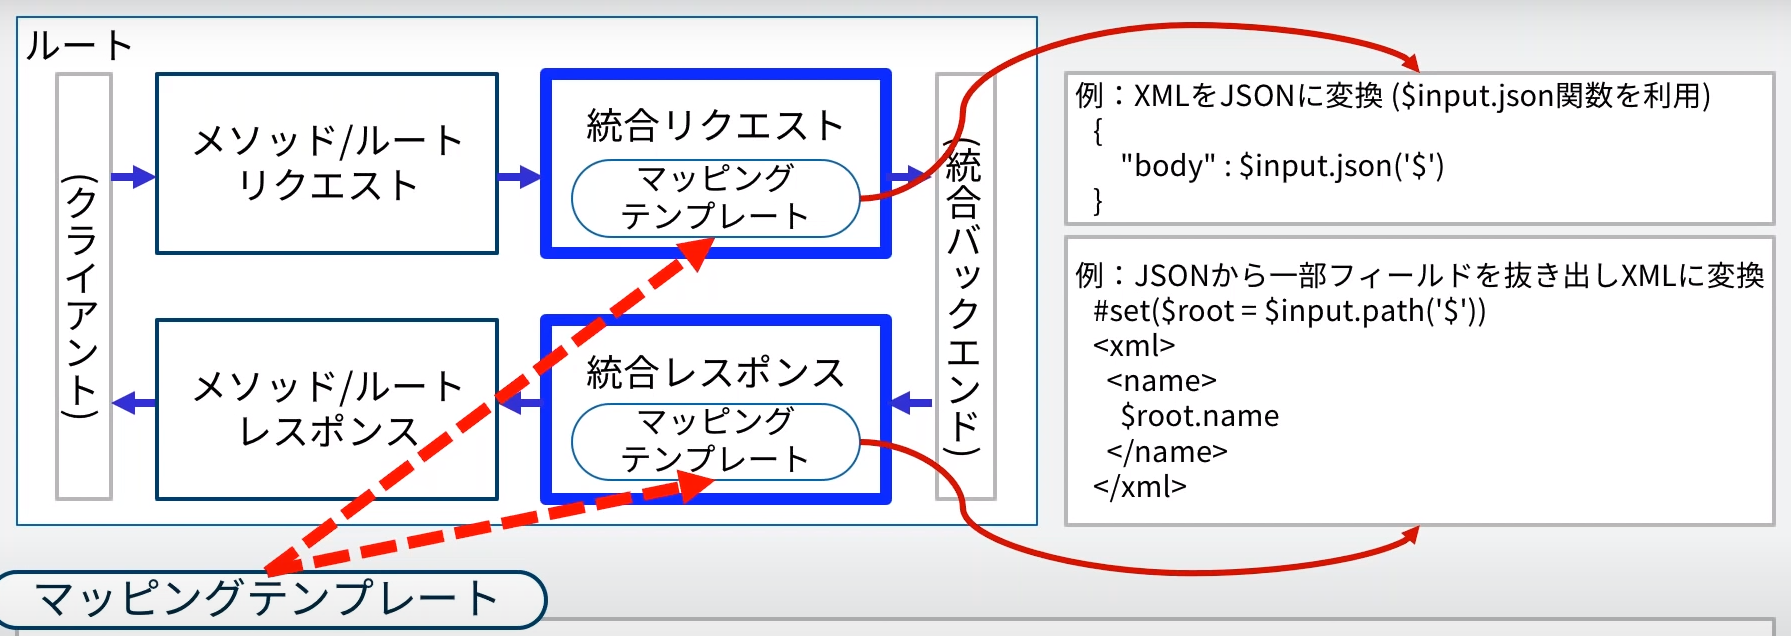 ルート
(クライアント)
メソッド/ルート
リクエスト
統合リクエスト
マッピング
テンプレート
(統合バックエンド)
メソッド/ルート
レスポンス
統合レスポンス
マッピング
テンプレート
マッピングテンプレート
例：XMLをJSONに変換 ($input.json関数を利用)
{
"body" : $input.json('$')
}
例：JSONから一部フィールドを抜き出しXMLに変換
#set($root = $input.path('$'))
<xml>
<name>
$root.name
</name>
</xml>